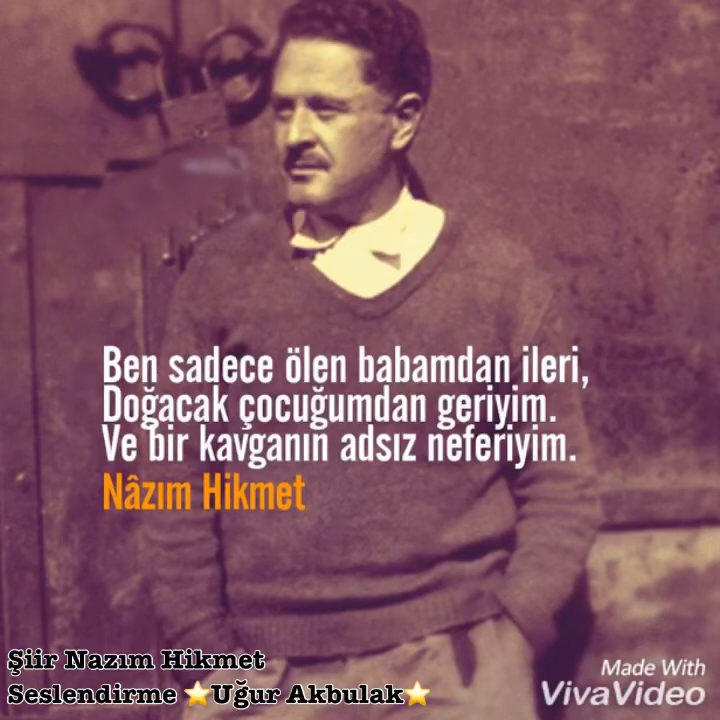 Ben sadece ölen babamdan ileri,
Doğacak çocuğumdan geriyim.
Ve bir kavganın adsız neferiyim.
Nâzım Hikmet
Şiir Nazım Hikmet
Seslendirme ⭐Uğur Akbulak⭐
Made With
VivaVideo